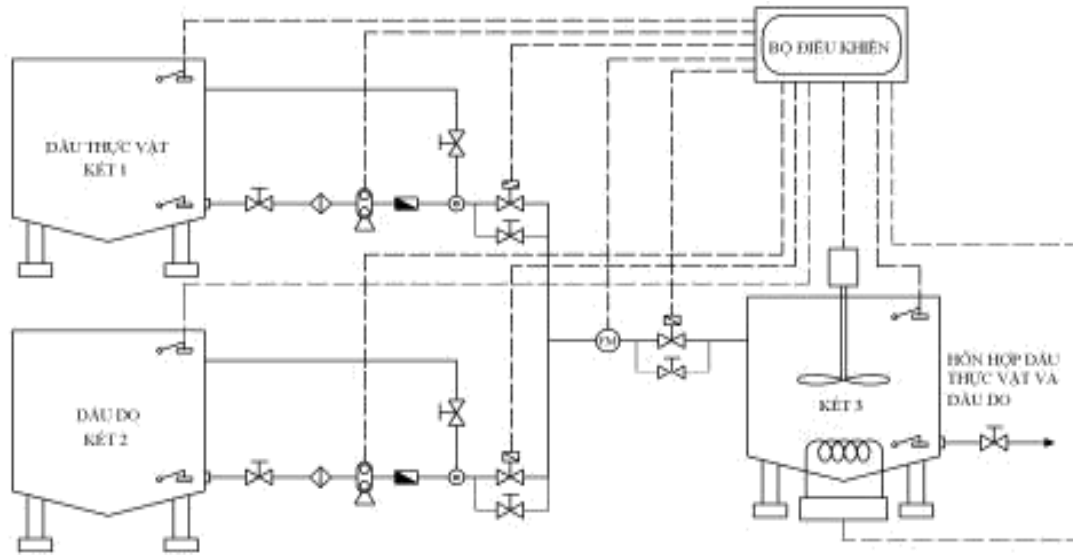 BỘ ĐIỀU KHIỂN
DẦU THỰC VẬT
KÉT 1
DẦU DO
KÉT 2
FM
HỖN HỢP DẦU
THỰC VẬT VÀ
DẦU DO
KÉT 3